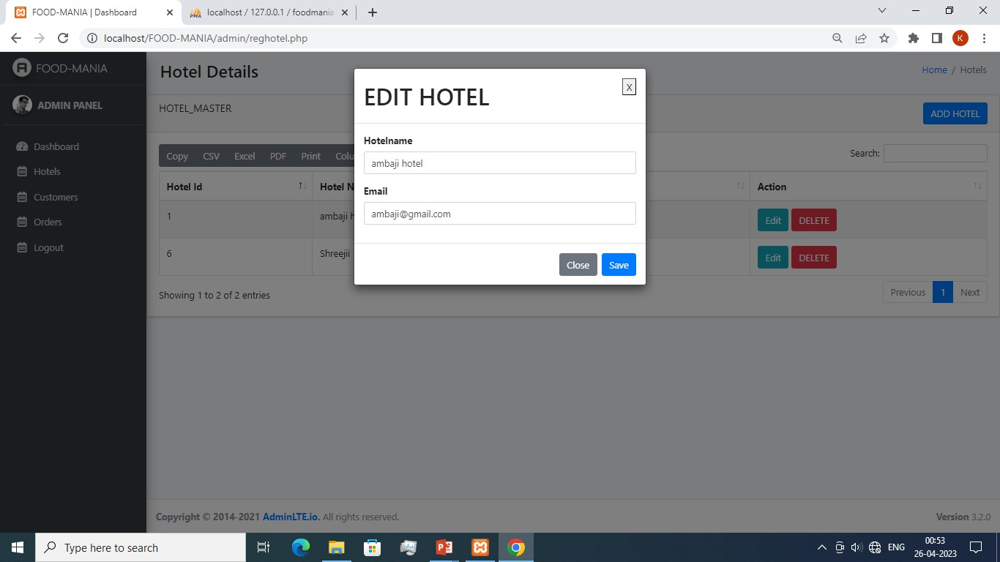 FOOD-MANIA | Dashboard
localhost / 127.0.0.1 / foodmania
localhost/FOOD-MANIA/admin/reghotel.php
K
FOOD-MANIA
ADMIN PANEL
Dashboard
Hotels
Customers
Orders
Logout
Hotel Details
Home / Hotels
HOTEL_MASTER
ADD HOTEL
Copy CSV Excel PDF Print Colu
Search:
Hotel Id Hotel N Action
1 ambaji h Edit DELETE
6 Shreejii Edit DELETE
Showing 1 to 2 of 2 entries
Previous 1 Next
EDIT HOTEL
X
Hotelname
ambaji hotel
Email
ambaji@gmail.com
Close Save
Copyright © 2014-2021 AdminLTE.io. All rights reserved.
Version 3.2.0
Type here to search
ENG
00:53
26-04-2023